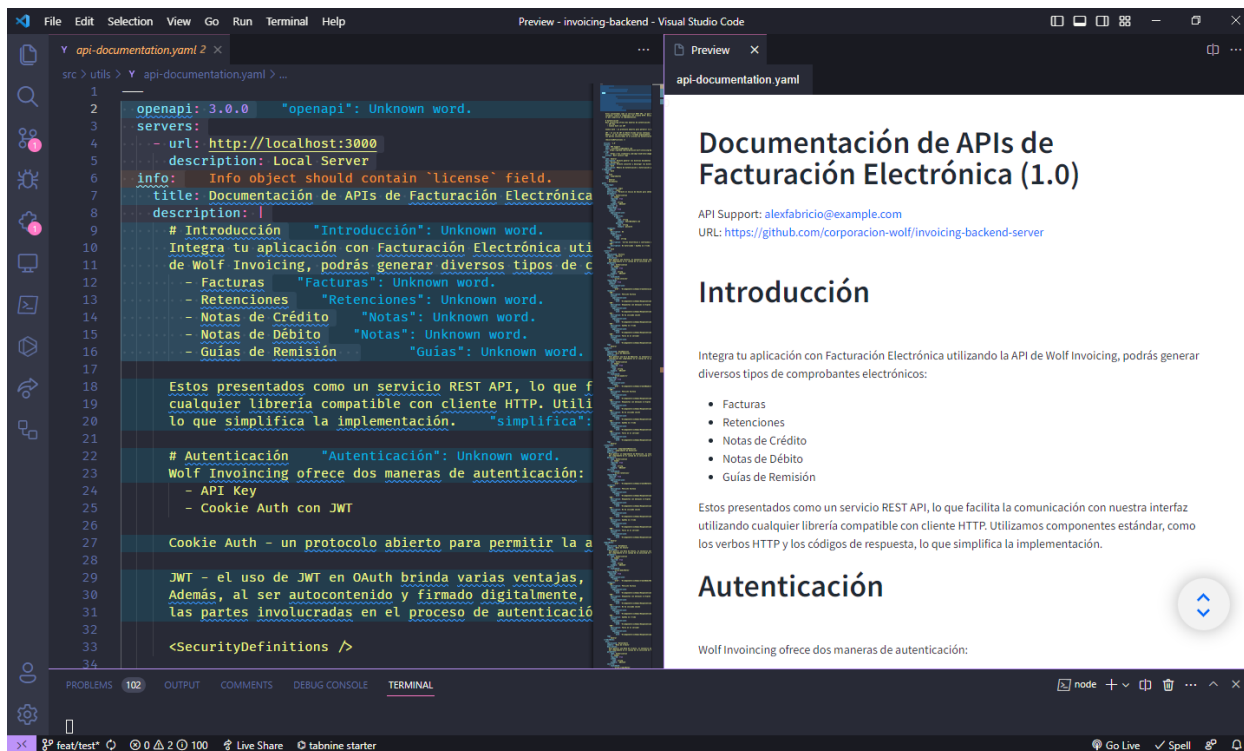 File Edit Selection View Go Run Terminal Help
Preview - invoicing-backend - Visual Studio Code
api-documentation.yaml 2
src > utils > api-documentation.yaml > ...
1 ---
2 openapi: 3.0.0 "openapi": Unknown word.
3 servers:
4 - url: http://localhost:3000
5 description: Local Server
6 info: Info object should contain `license` field.
7 title: Documentación de APIs de Facturación Electrónica
8 description: |
9 # Introducción "Introducción": Unknown word.
10 Integra tu aplicación con Facturación Electrónica uti
11 de Wolf Invoicing, podrás generar diversos tipos de c
12 - Facturas "Facturas": Unknown word.
13 - Retenciones "Retenciones": Unknown word.
14 - Notas de Crédito "Notas": Unknown word.
15 - Notas de Débito "Notas": Unknown word.
16 - Guías de Remisión "Guías": Unknown word.
17
18 Estos presentados como un servicio REST API, lo que f
19 cualquier librería compatible con cliente HTTP. Utili
20 lo que simplifica la implementación. "simplifica":
21
22 # Autenticación "Autenticación": Unknown word.
23 Wolf Invoincing ofrece dos maneras de autenticación:
24 - API Key
25 - Cookie Auth con JWT
26
27 Cookie Auth - un protocolo abierto para permitir la a
28
29 JWT - el uso de JWT en OAuth brinda varias ventajas,
30 Además, al ser autocontenido y firmado digitalmente,
31 las partes involucradas en el proceso de autenticació
32
33 <SecurityDefinitions />
34
Preview
api-documentation.yaml
Documentación de APIs de
Facturación Electrónica (1.0)
API Support: alexfabricio@example.com
URL: https://github.com/corporacion-wolf/invoicing-backend-server
Introducción
Integra tu aplicación con Facturación Electrónica utilizando la API de Wolf Invoicing, podrás generar
diversos tipos de comprobantes electrónicos:
Facturas
Retenciones
Notas de Crédito
Notas de Débito
Guías de Remisión
Estos presentados como un servicio REST API, lo que facilita la comunicación con nuestra interfaz
utilizando cualquier librería compatible con cliente HTTP. Utilizamos componentes estándar, como
los verbos HTTP y los códigos de respuesta, lo que simplifica la implementación.
Autenticación
Wolf Invoincing ofrece dos maneras de autenticación:
PROBLEMS 102 OUTPUT COMMENTS DEBUG CONSOLE TERMINAL
node
feat/test* 0 2 100 Live Share tabnine starter
Go Live Spell